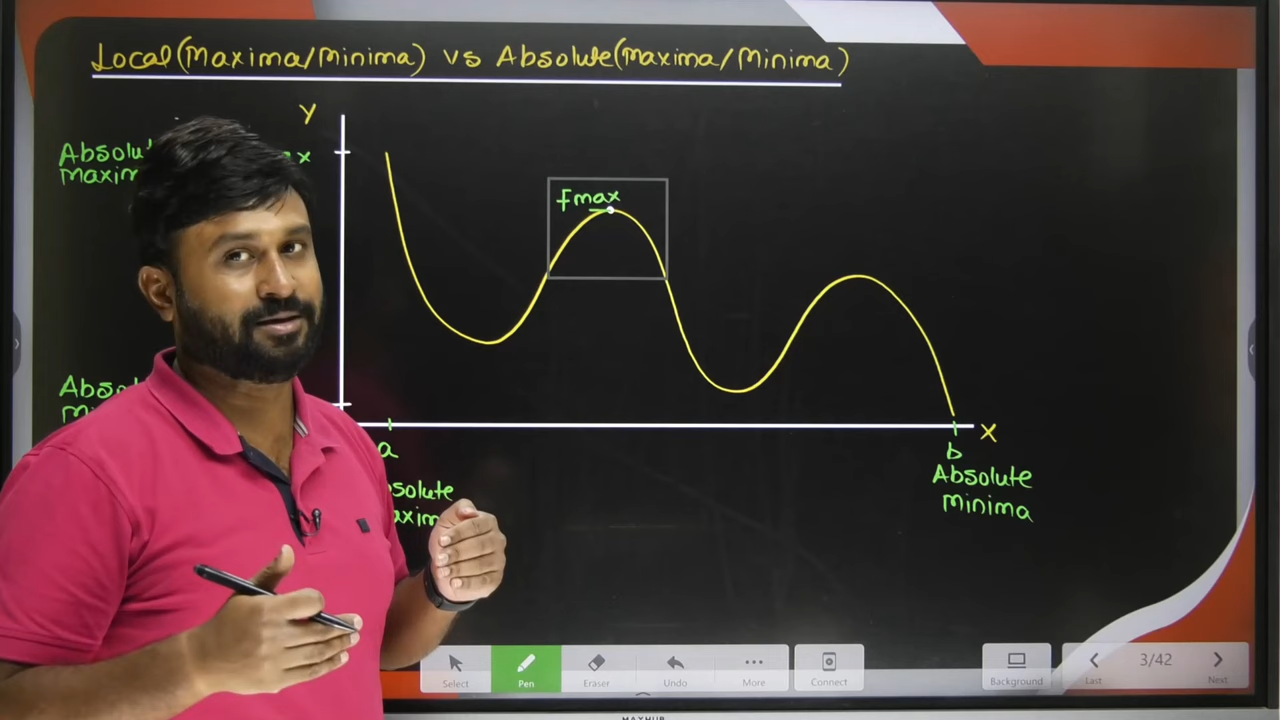 Local(Maxima/Minima) vs Absolute(Maxima/Minima)
Y
x
Fmax
X
a
b
Absolute
Minima
Select
Pen
Eraser
Undo
More
Connect
Background
Last
3/42
Next
MAXHUB